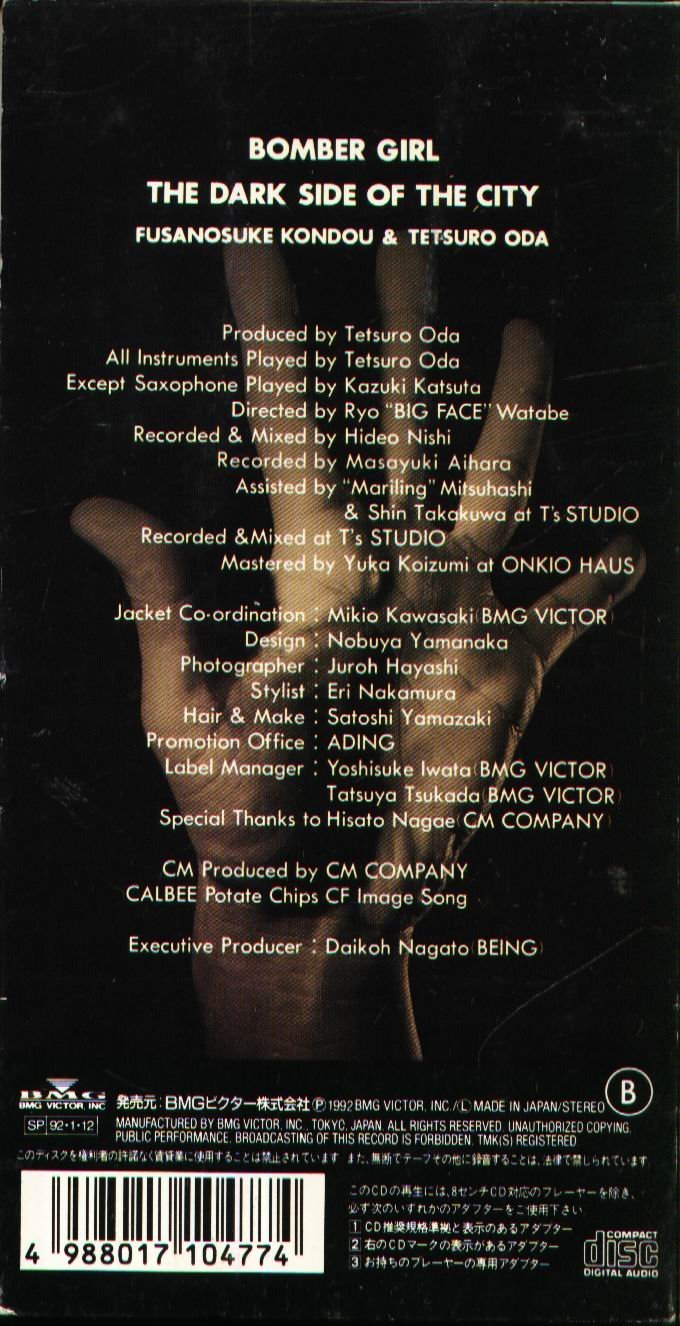 BOMBER GIRL
THE DARK SIDE OF THE CITY
FUSANOSUKE KONDOU & TETSURO ODA
Produced by Tetsuro Oda
All Instruments Played by Tetsuro Oda
Except Saxophone Played by Kazuki Katsuta
Directed by Ryo "BIG FACE" Watabe
Recorded & Mixed by Hideo Nishi
Recorded by Masayuki Aihara
Assisted by "Mariling" Mitsuhashi
& Shin Takakuwa at T's STUDIO
Recorded &Mixed at T's STUDIO
Mastered by Yuka Koizumi at ONKIO HAUS
Jacket Co-ordination : Mikio Kawasaki(BMG VICTOR)
Design : Nobuya Yamanaka
Photographer : Juroh Hayashi
Stylist : Eri Nakamura
Hair & Make : Satoshi Yamazaki
Promotion Office : ADING
Label Manager : Yoshisuke Iwata(BMG VICTOR)
Tatsuya Tsukada(BMG VICTOR)
Special Thanks to Hisato Nagae(CM COMPANY)
CM Produced by CM COMPANY
CALBEE Potate Chips CF Image Song
Executive Producer : Daikoh Nagato(BEING)
B
BMG
BMG VICTOR, INC
発売元:BMGビクター株式会社Ⓟ1992 BMG VICTOR, INC./Ⓛ MADE IN JAPAN/STEREO
SP 92・1・12
MANUFACTURED BY BMG VICTOR, INC., TOKYO, JAPAN. ALL RIGHTS RESERVED. UNAUTHORIZED COPYING,
PUBLIC PERFORMANCE. BROADCASTING OF THIS RECORD IS FORBIDDEN. TMK(S) REGISTERED
このディスクを権利者の許諾なく賃貸業に使用することは禁止されています また、無断でテープその他に録音することは、法律で禁じられています
4 988017 104774
このCDの再生には、8センチCD対応のプレーヤーを除き、
必ず次のいずれかのアダプターをご使用下さい
1 CD推奨規格準拠と表示のあるアダプター
2 右のCDマークの表示があるアダプター
3 お持ちのプレーヤーの専用アダプター
COMPACT
disc
DIGITAL AUDIO